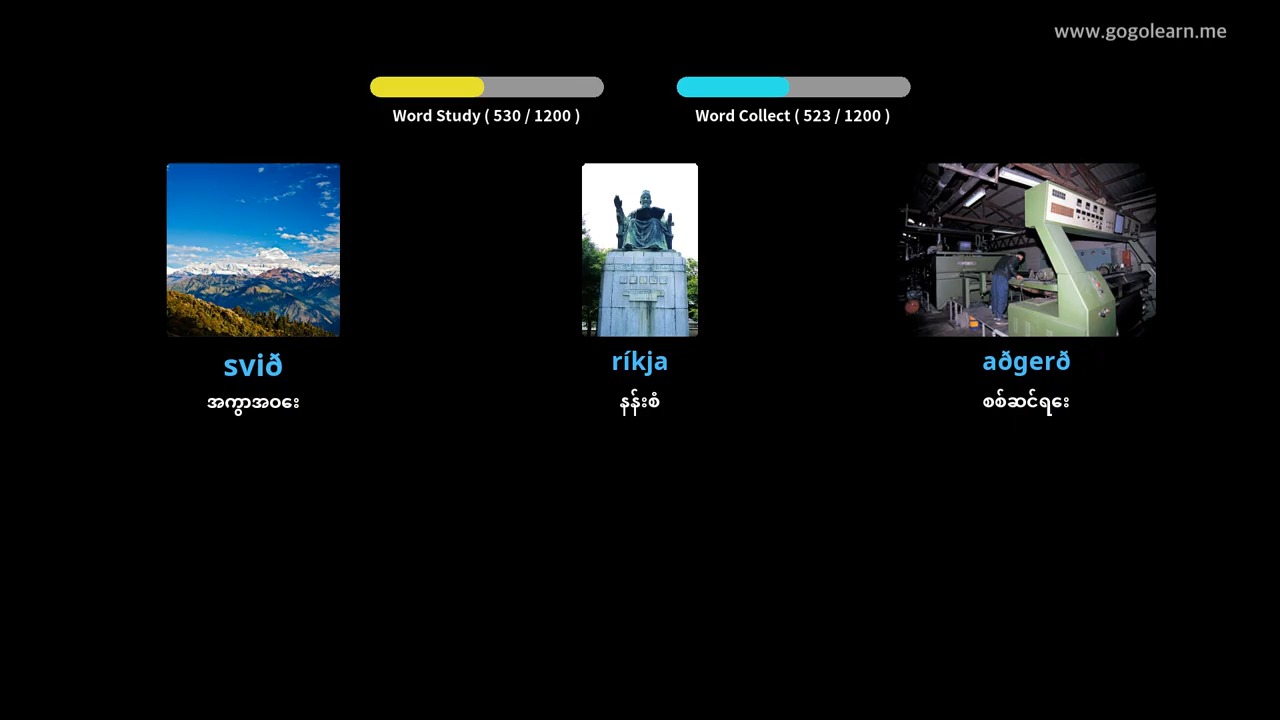 www.gogolearn.me
Word Study ( 530 / 1200 )
Word Collect ( 523 / 1200 )
svið
ríkja
aðgerð
အကွာအဝေး
နန်းစံ
စစ်ဆင်ရေး